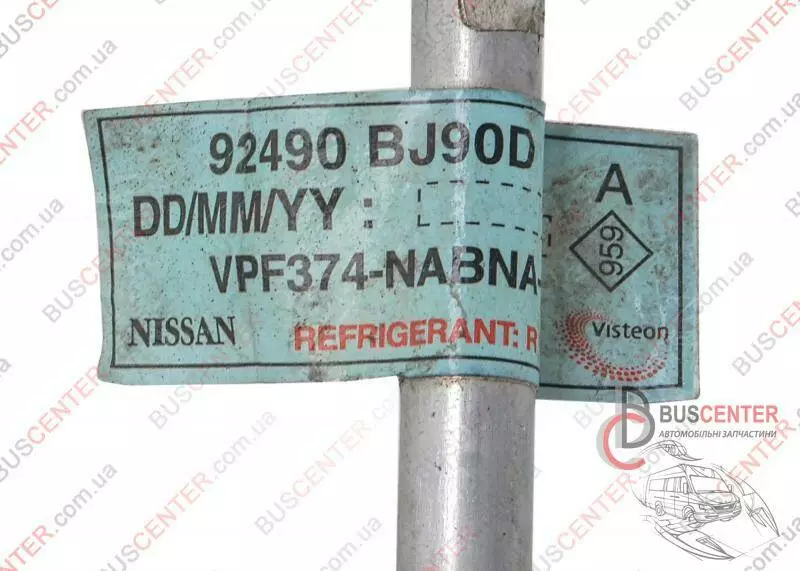 92490 BJ90D
DD/MM/YY :
VPF374-NABNA-
NISSAN REFRIGERANT: R
A
959
Visteon
BUSCENTER
АВТОМОБІЛЬНІ ЗАПЧАСТИНИ
BUSCENTER.com.ua